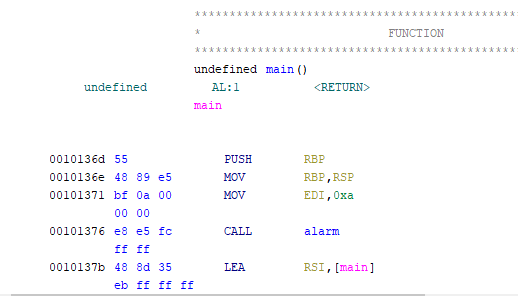 ************************************************
* FUNCTION
************************************************
undefined main()
undefined AL:1 <RETURN>
main
0010136d 55 PUSH RBP
0010136e 48 89 e5 MOV RBP,RSP
00101371 bf 0a 00 MOV EDI,0xa
00 00
00101376 e8 e5 fc CALL alarm
ff ff
0010137b 48 8d 35 LEA RSI,[main]
eb ff ff ff